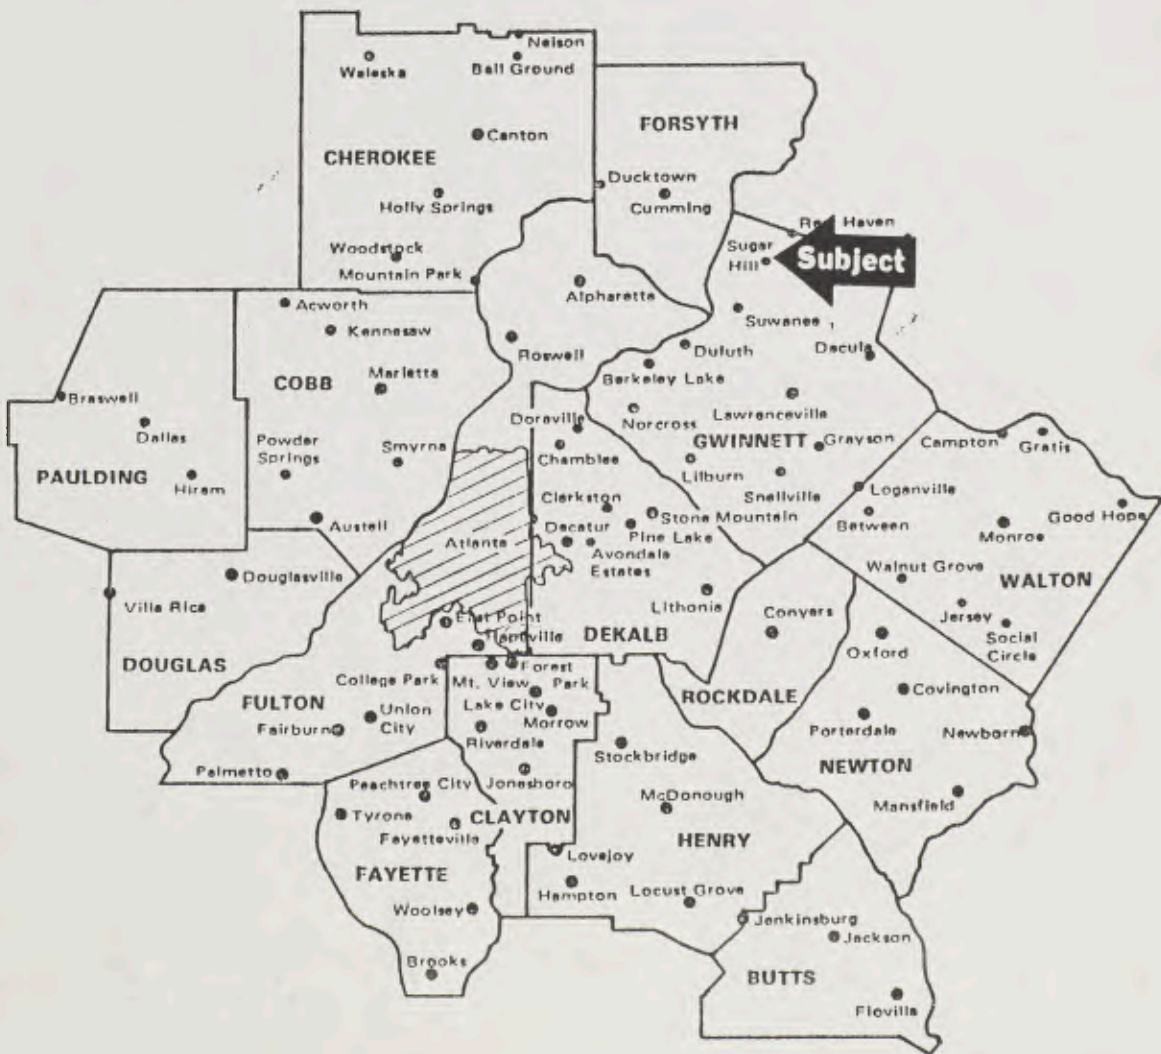 Nelson
Waleska
Ball Ground
FORSYTH
Canton
CHEROKEE
Ducktown
Cumming
Holly Springs
Haven
Sugar
Hill
Subject
Woodstock
Mountain Park
Alpharetta
Acworth
Suwanee
Kennesaw
Roswell
Duluth
Dacula
COBB
Marietta
Berkeley Lake
Braswell
Lawrenceville
Norcross
Doraville
Dallas
GWINNETT
Grayson
Campton
Gratis
Powder
Springs
Smyrna
Chamblee
Lilburn
PAULDING
Hiram
Snellville
Loganville
Clarkston
Stone Mountain
Good Hope
Between
Austell
Decatur
Pine Lake
Monroe
Atlanta
Avondale
Estates
Douglasville
Walnut Grove
WALTON
Villa Rica
Lithonia
Conyers
Jersey
East Point
Social
Circle
Hapeville
DEKALB
Oxford
DOUGLAS
College Park
Mt. View
Forest
Park
ROCKDALE
Covington
FULTON
Union
City
Lake City
Morrow
Fairburn
Riverdale
Porterdale
Newborn
Stockbridge
NEWTON
Palmetto
Jonesboro
Peachtree City
McDonough
Mansfield
Tyrone
CLAYTON
Fayetteville
HENRY
Lovejoy
FAYETTE
Hampton
Locust Grove
Woolsey
Jenkinsburg
Jackson
Brooks
BUTTS
Flovilla